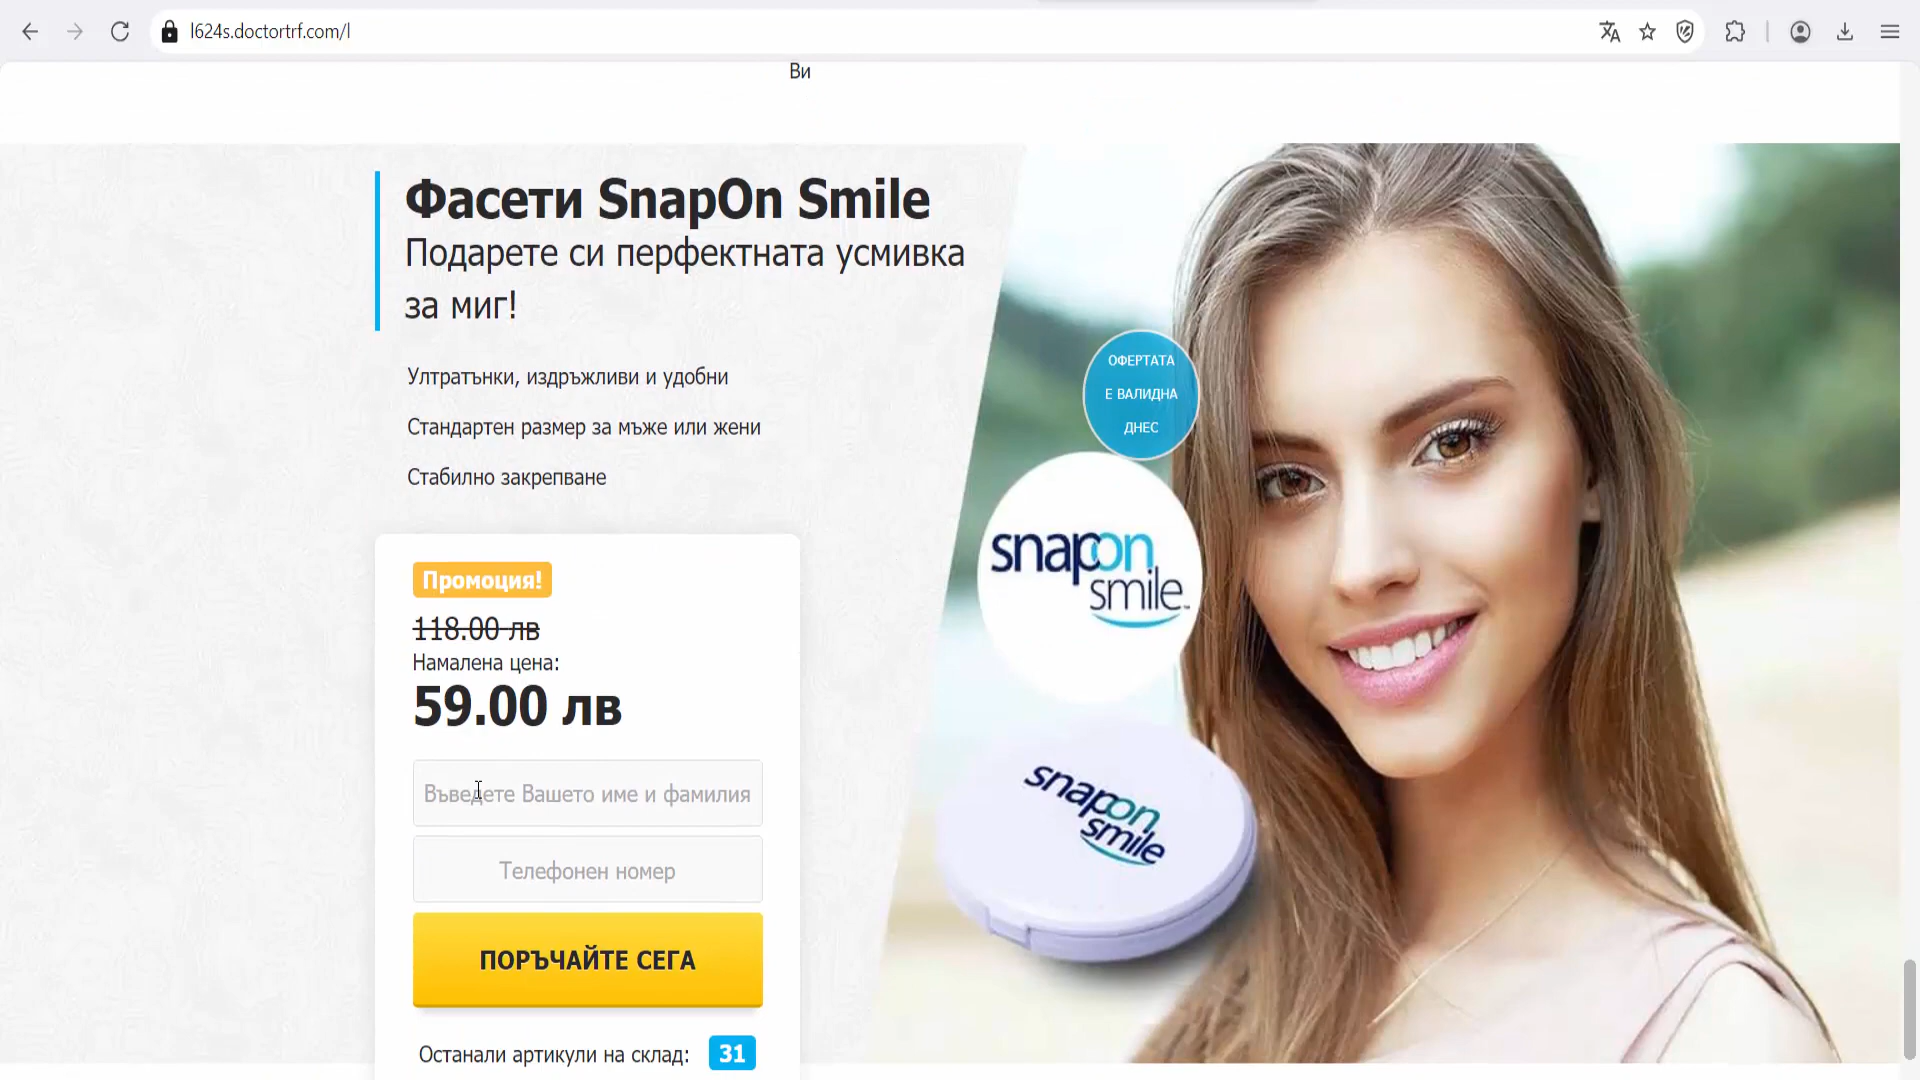 l624s.doctortrf.com/l
Ви
Фасети SnapOn Smile
Подарете си перфектната усмивка
за миг!
Ултратънки, издръжливи и удобни
Стандартен размер за мъже или жени
Стабилно закрепване
ОФЕРТАТА
Е ВАЛИДНА
ДНЕС
snapon
smile™
Промоция!
118.00 лв
Намалена цена:
59.00 лв
Въведете Вашето име и фамилия
snapon
smile
Телефонен номер
ПОРЪЧАЙТЕ СЕГА
Останали артикули на склад: 31